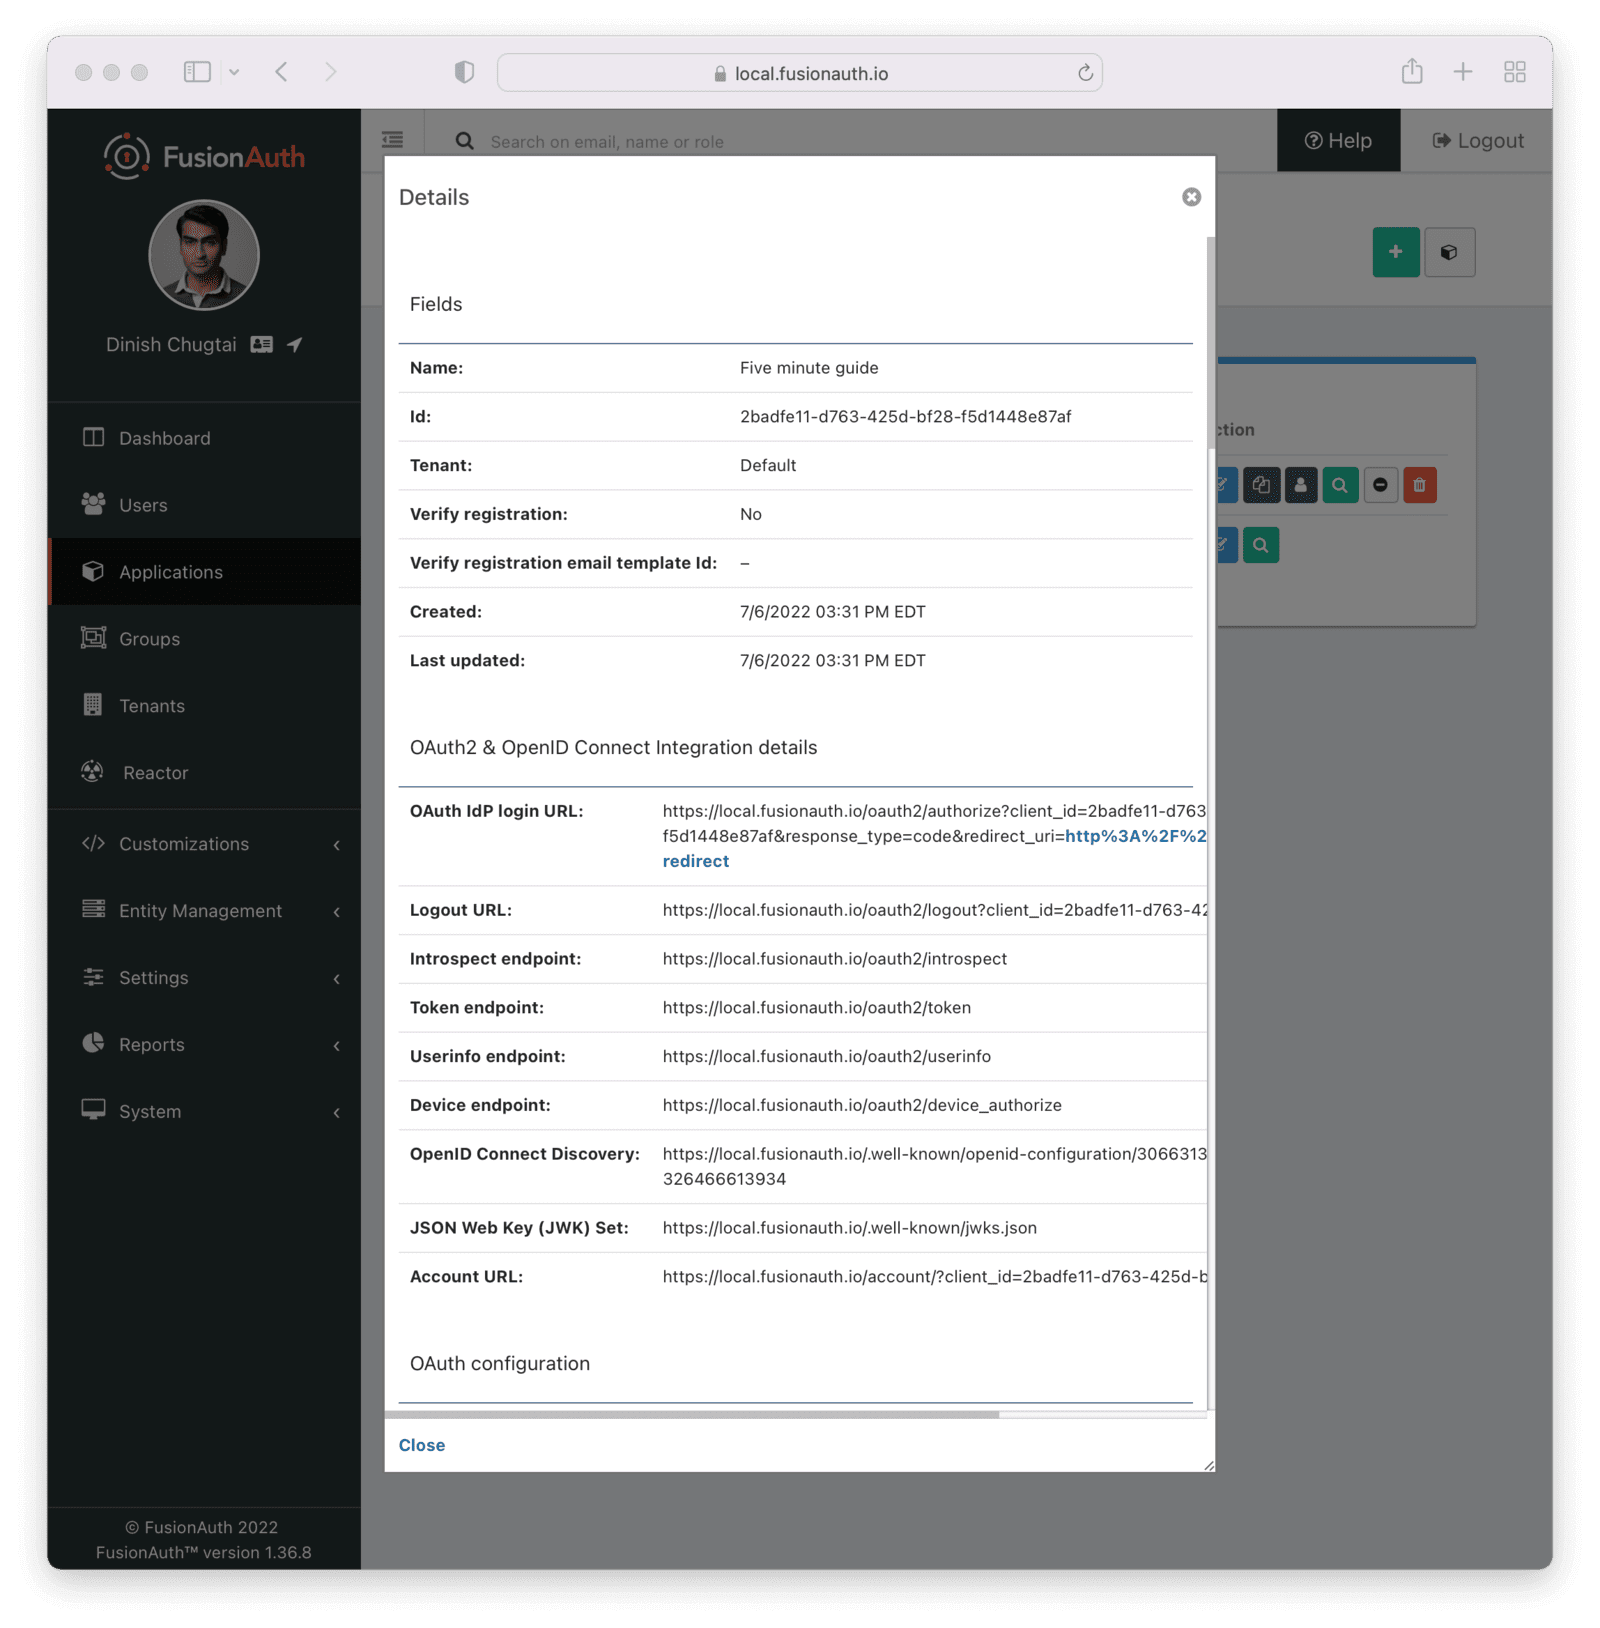 local.fusionauth.io
FusionAuth
Search on email, name or role
Help
Logout
Dinish Chugtai
Dashboard
Users
Applications
Groups
Tenants
Reactor
Customizations
Entity Management
Settings
Reports
System
© FusionAuth 2022
FusionAuth™ version 1.36.8
ction
Details
Fields
Name: Five minute guide
Id: 2badfe11-d763-425d-bf28-f5d1448e87af
Tenant: Default
Verify registration: No
Verify registration email template Id: –
Created: 7/6/2022 03:31 PM EDT
Last updated: 7/6/2022 03:31 PM EDT
OAuth2 & OpenID Connect Integration details
OAuth IdP login URL: https://local.fusionauth.io/oauth2/authorize?client_id=2badfe11-d763
f5d1448e87af&response_type=code&redirect_uri=http%3A%2F%2
redirect
Logout URL: https://local.fusionauth.io/oauth2/logout?client_id=2badfe11-d763-42
Introspect endpoint: https://local.fusionauth.io/oauth2/introspect
Token endpoint: https://local.fusionauth.io/oauth2/token
Userinfo endpoint: https://local.fusionauth.io/oauth2/userinfo
Device endpoint: https://local.fusionauth.io/oauth2/device_authorize
OpenID Connect Discovery: https://local.fusionauth.io/.well-known/openid-configuration/3066313
326466613934
JSON Web Key (JWK) Set: https://local.fusionauth.io/.well-known/jwks.json
Account URL: https://local.fusionauth.io/account/?client_id=2badfe11-d763-425d-b
OAuth configuration
Close